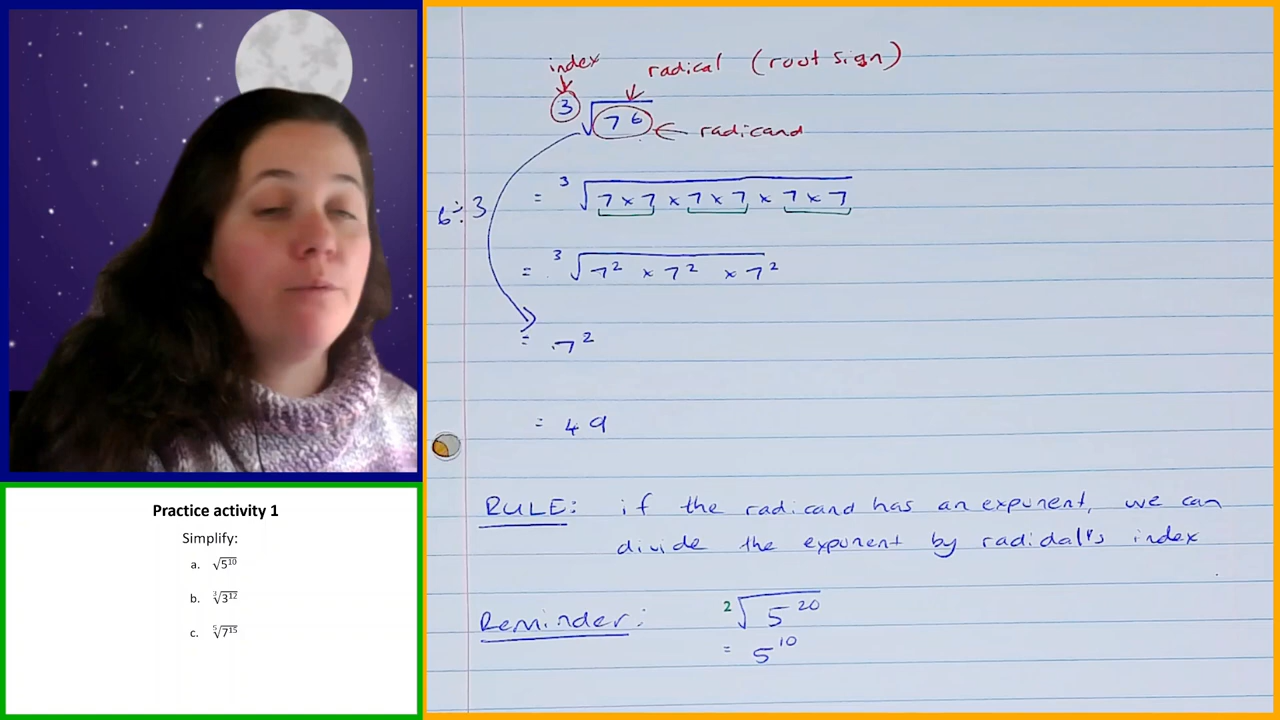 index
radical (root sign)
³√7⁶
radicand
6÷3
= ³√7×7×7×7×7×7
= ³√7² × 7² × 7²
= 7²
= 49
RULE: if the radicand has an exponent, we can
divide the exponent by radidal's index
Reminder: ²√5²⁰
= 5¹⁰
Practice activity 1
Simplify:
a. √5¹⁰
b. ³√3¹²
c. ⁵√7¹⁵